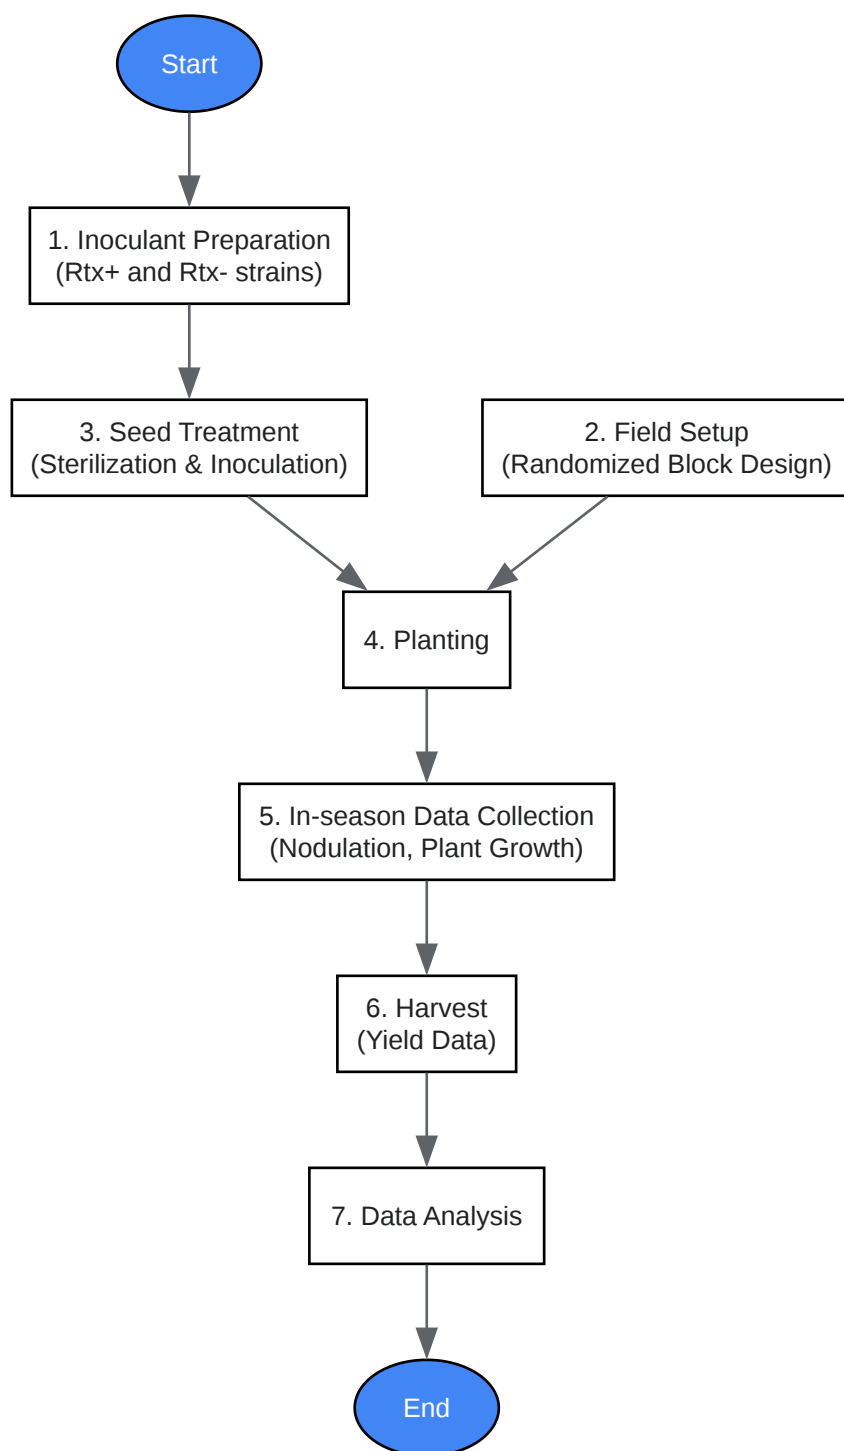 Start
1. Inoculant Preparation
(Rtx+ and Rtx- strains)
3. Seed Treatment
(Sterilization & Inoculation)
2. Field Setup
(Randomized Block Design)
4. Planting
5. In-season Data Collection
(Nodulation, Plant Growth)
6. Harvest
(Yield Data)
7. Data Analysis
End